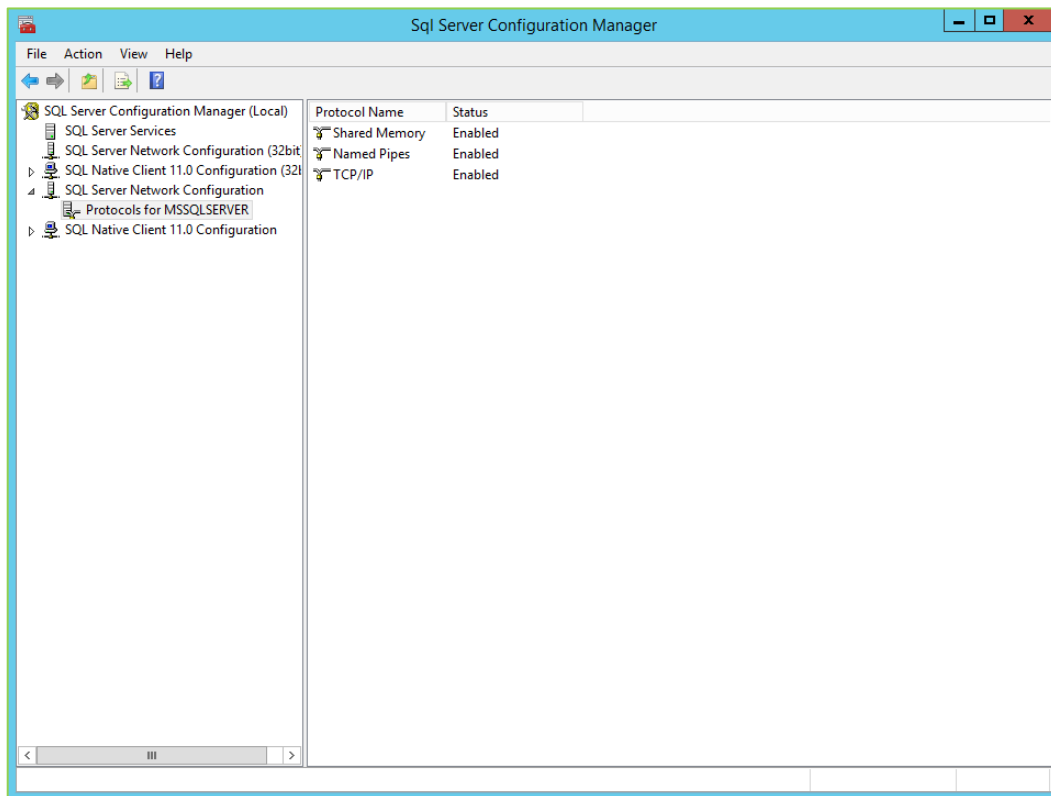 Sql Server Configuration Manager
File Action View Help
SQL Server Configuration Manager (Local)
SQL Server Services
SQL Server Network Configuration (32bit
SQL Native Client 11.0 Configuration (32
SQL Server Network Configuration
Protocols for MSSQLSERVER
SQL Native Client 11.0 Configuration
Protocol Name Status
Shared Memory Enabled
Named Pipes Enabled
TCP/IP Enabled